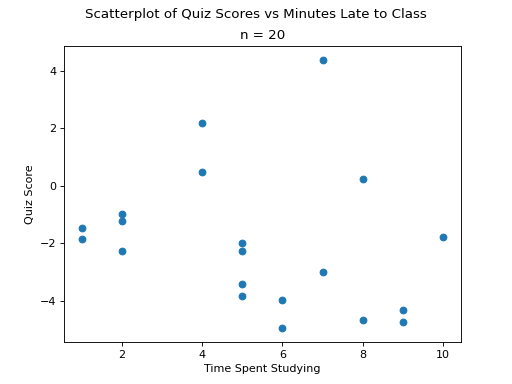 Scatterplot of Quiz Scores vs Minutes Late to Class
n = 20
4
2
0
−2
−4
Quiz Score
2 4 6 8 10
Time Spent Studying